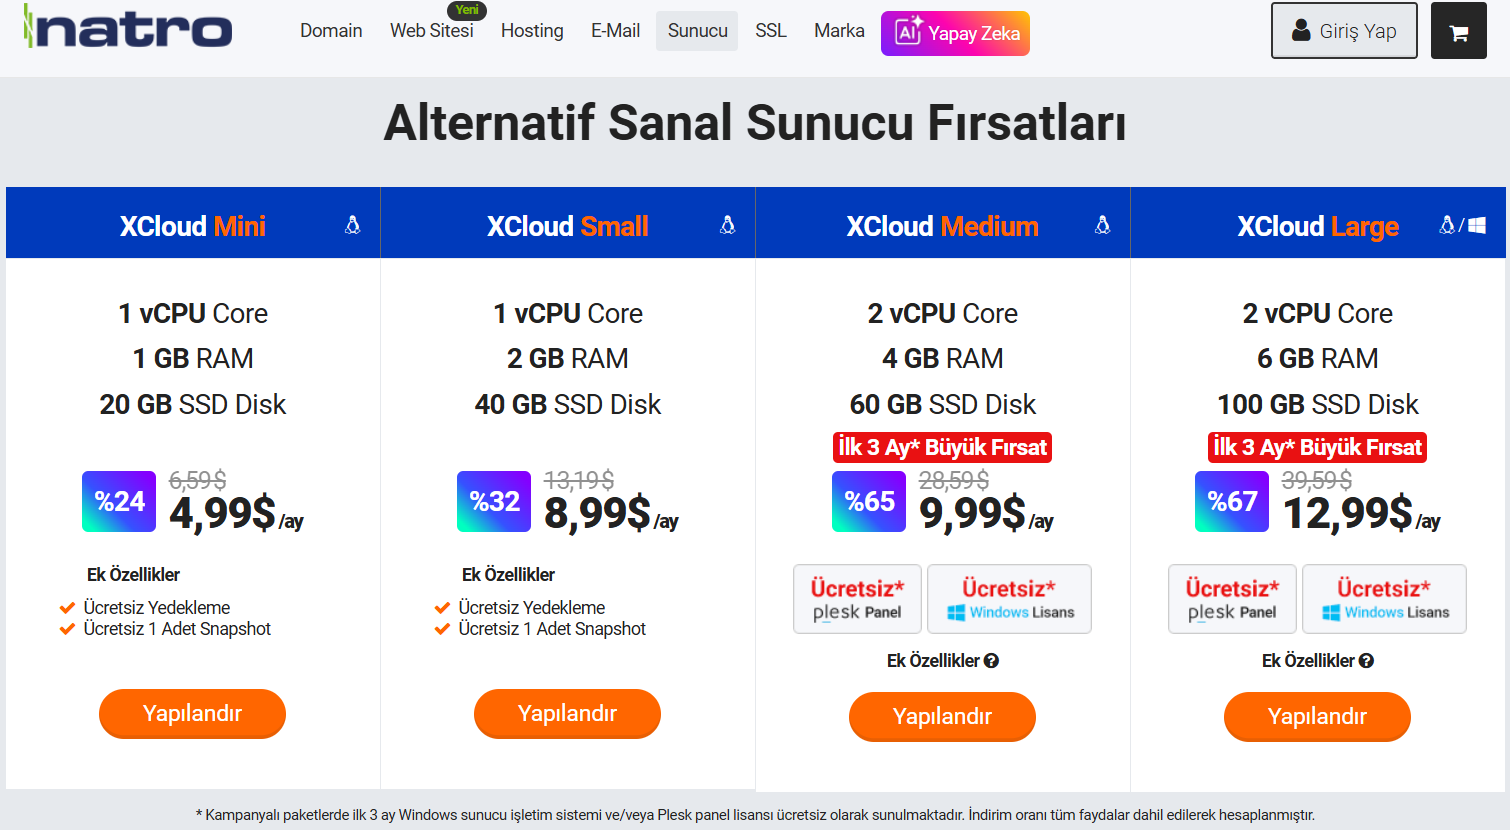 natro
Domain
Yeni
Web Sitesi
Hosting
E-Mail
Sunucu
SSL
Marka
AI Yapay Zeka
Giriş Yap
Alternatif Sanal Sunucu Fırsatları
XCloud Mini
1 vCPU Core
1 GB RAM
20 GB SSD Disk
%24
6,59$
4,99$/ay
Ek Özellikler
Ücretsiz Yedekleme
Ücretsiz 1 Adet Snapshot
Yapılandır
XCloud Small
1 vCPU Core
2 GB RAM
40 GB SSD Disk
%32
13,19$
8,99$/ay
Ek Özellikler
Ücretsiz Yedekleme
Ücretsiz 1 Adet Snapshot
Yapılandır
XCloud Medium
2 vCPU Core
4 GB RAM
60 GB SSD Disk
İlk 3 Ay* Büyük Fırsat
%65
28,59$
9,99$/ay
Ücretsiz*
plesk Panel
Ücretsiz*
Windows Lisans
Ek Özellikler
Yapılandır
XCloud Large
/
2 vCPU Core
6 GB RAM
100 GB SSD Disk
İlk 3 Ay* Büyük Fırsat
%67
39,59$
12,99$/ay
Ücretsiz*
plesk Panel
Ücretsiz*
Windows Lisans
Ek Özellikler
Yapılandır
* Kampanyalı paketlerde ilk 3 ay Windows sunucu işletim sistemi ve/veya Plesk panel lisansı ücretsiz olarak sunulmaktadır. İndirim oranı tüm faydalar dahil edilerek hesaplanmıştır.